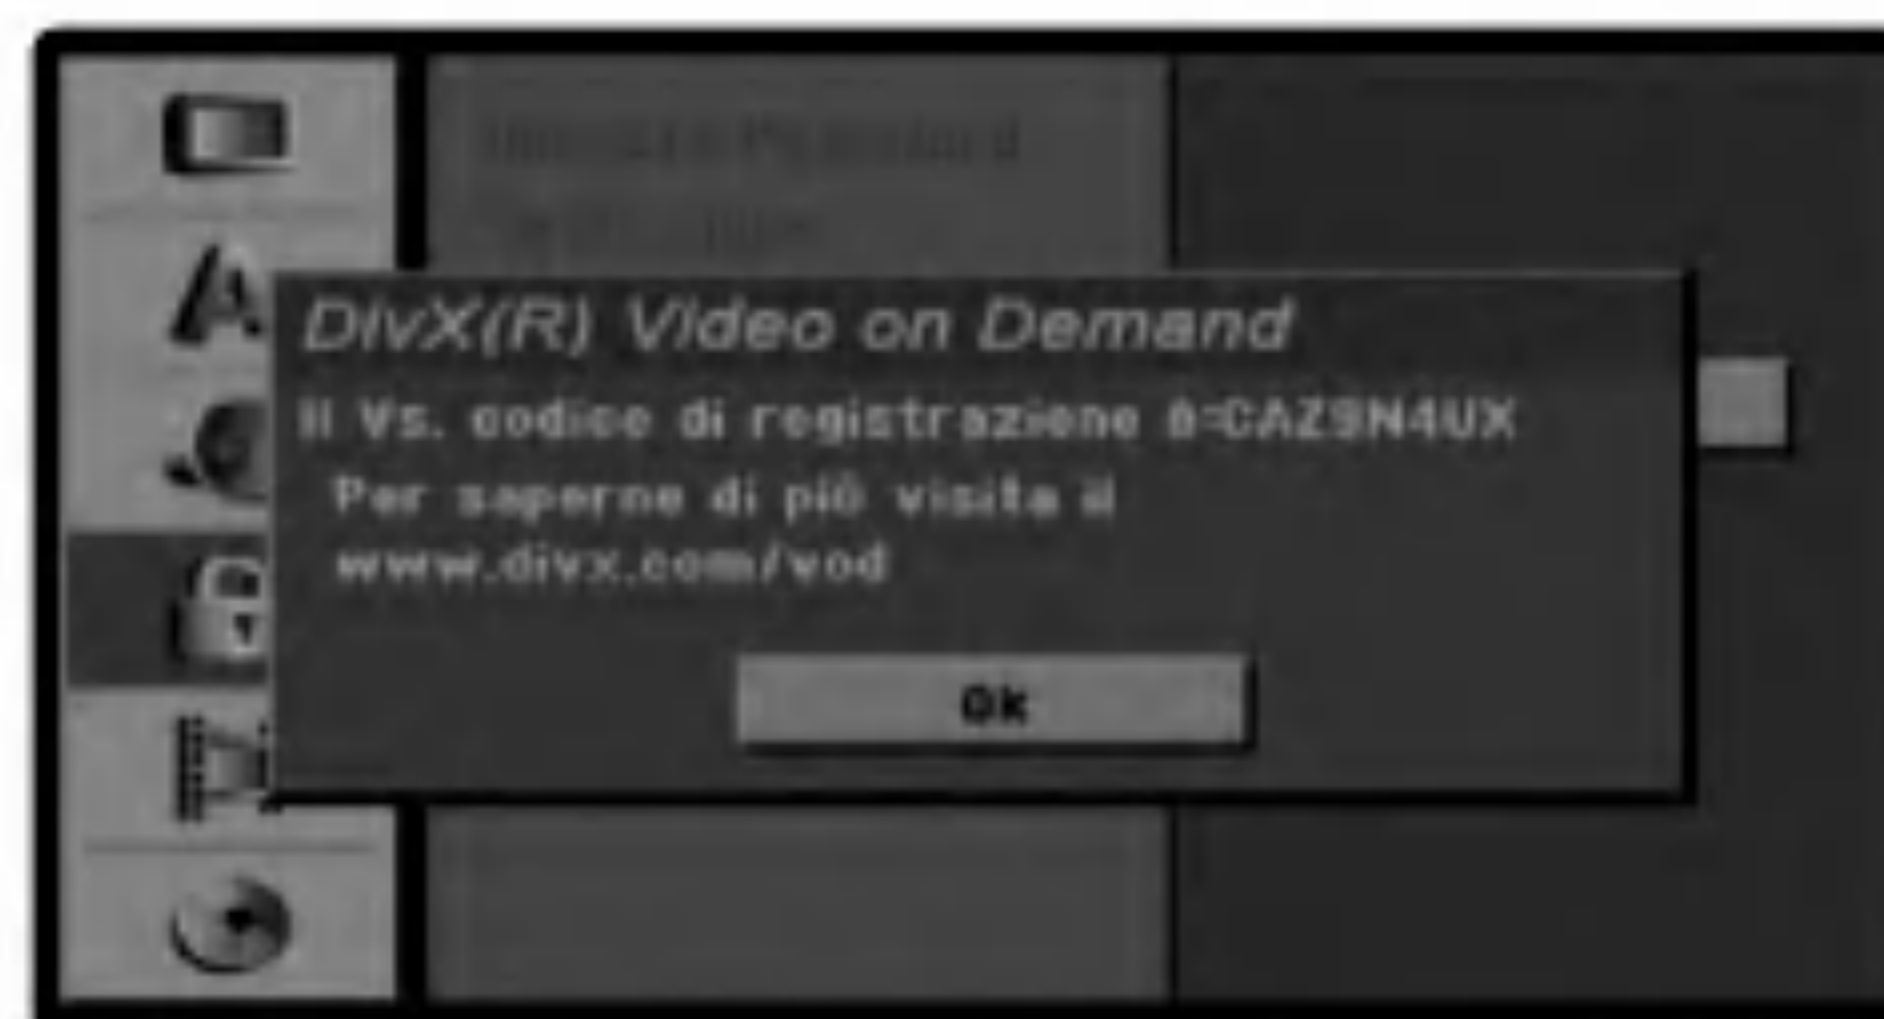 DivX(R) Video on Demand
Il Vs. codice di registrazione è:CAZ9N4UX
Per saperne di più visita il
www.divx.com/vod
Ok